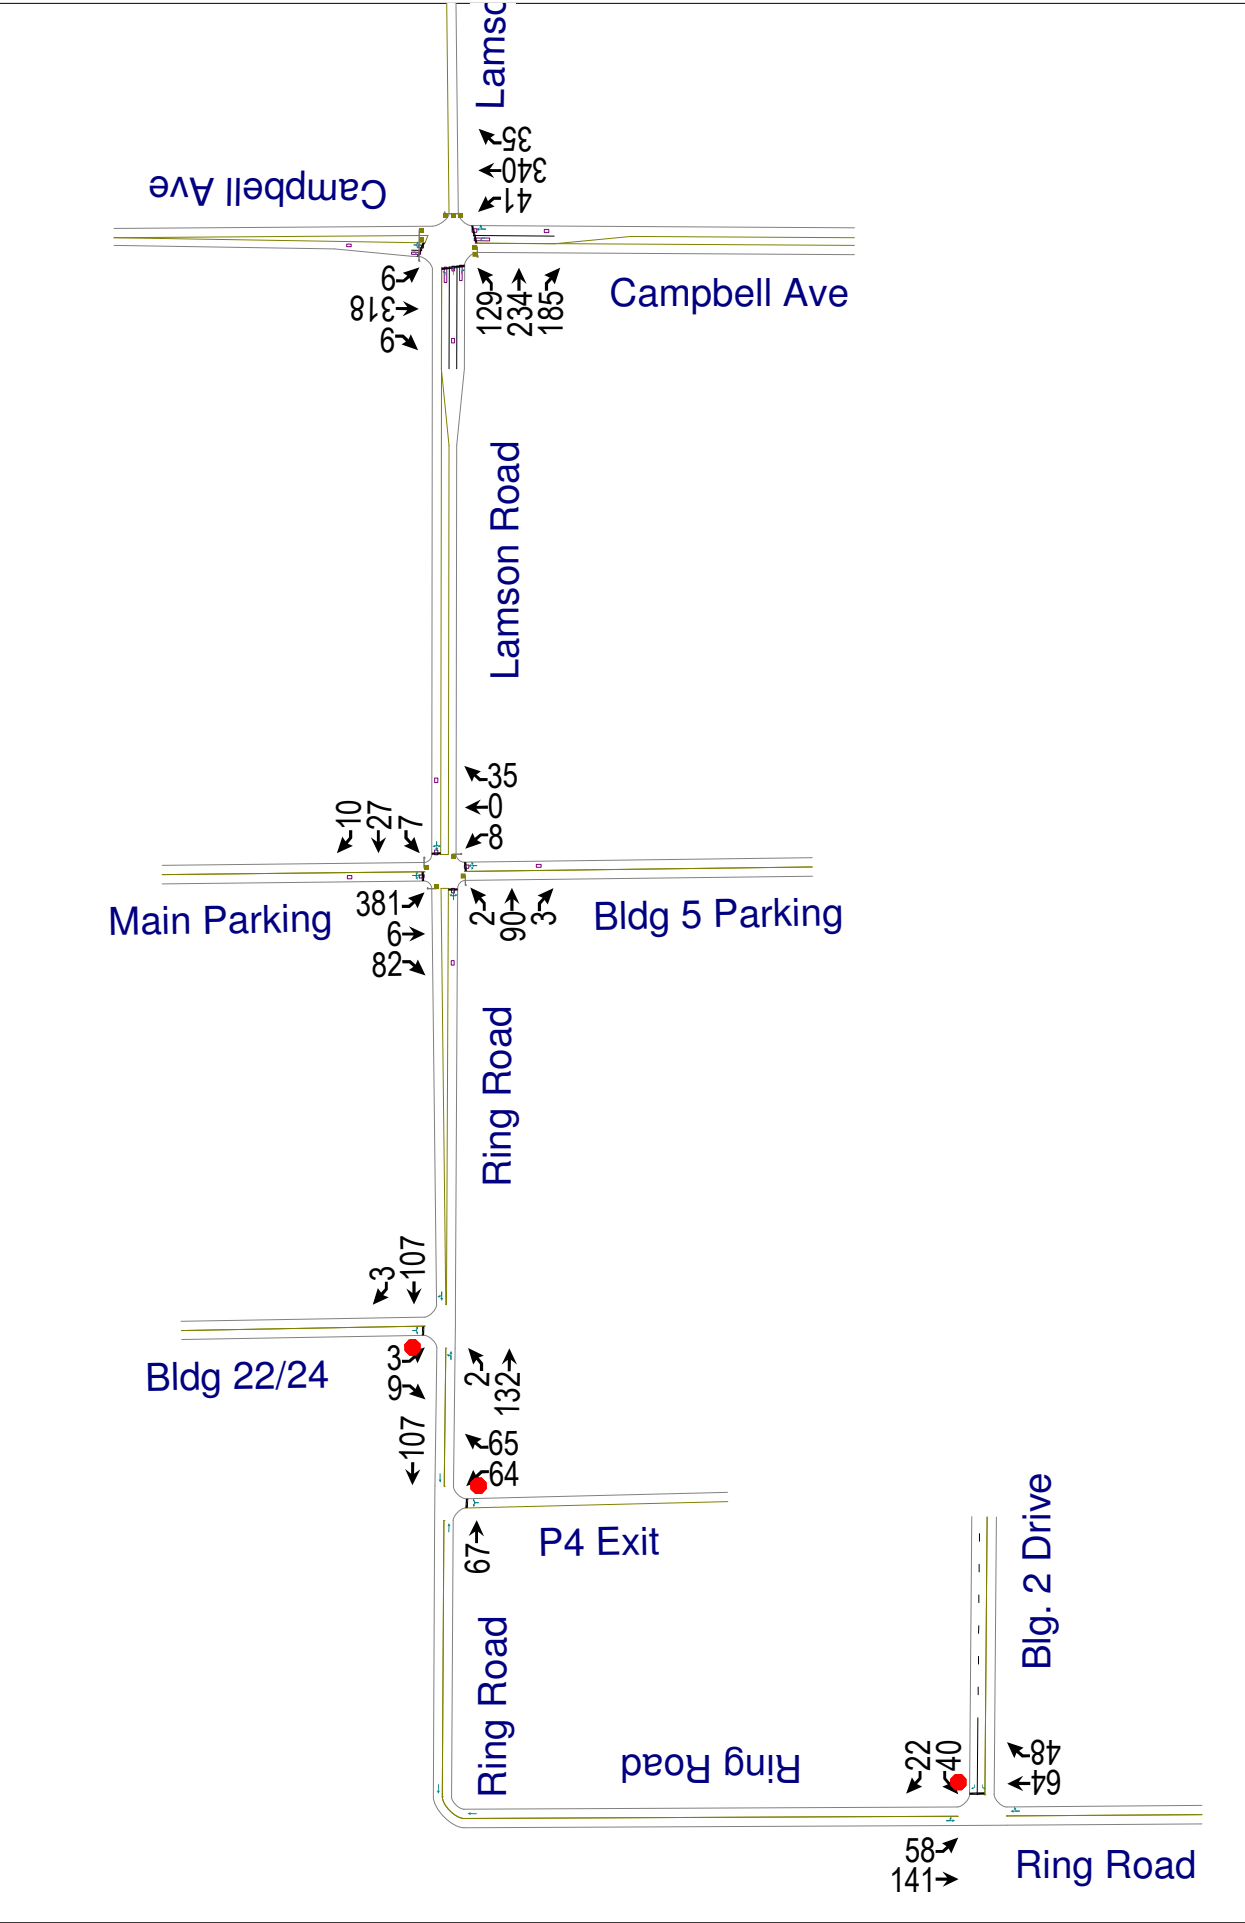 Lamso
35
340
41
Campbell Ave
9
318
9
129
234
185
Campbell Ave
Lamson Road
10
27
7
35
0
8
Main Parking
381
6
82
2
90
3
Bldg 5 Parking
Ring Road
3
107
Bldg 22/24
3
9
2
132
107
65
64
P4 Exit
67
Ring Road
Ring Road
Blg. 2 Drive
22
40
48
64
58
141
Ring Road